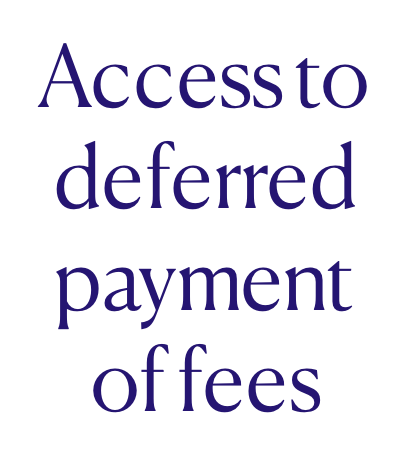 Access to
deferred
payment
of fees